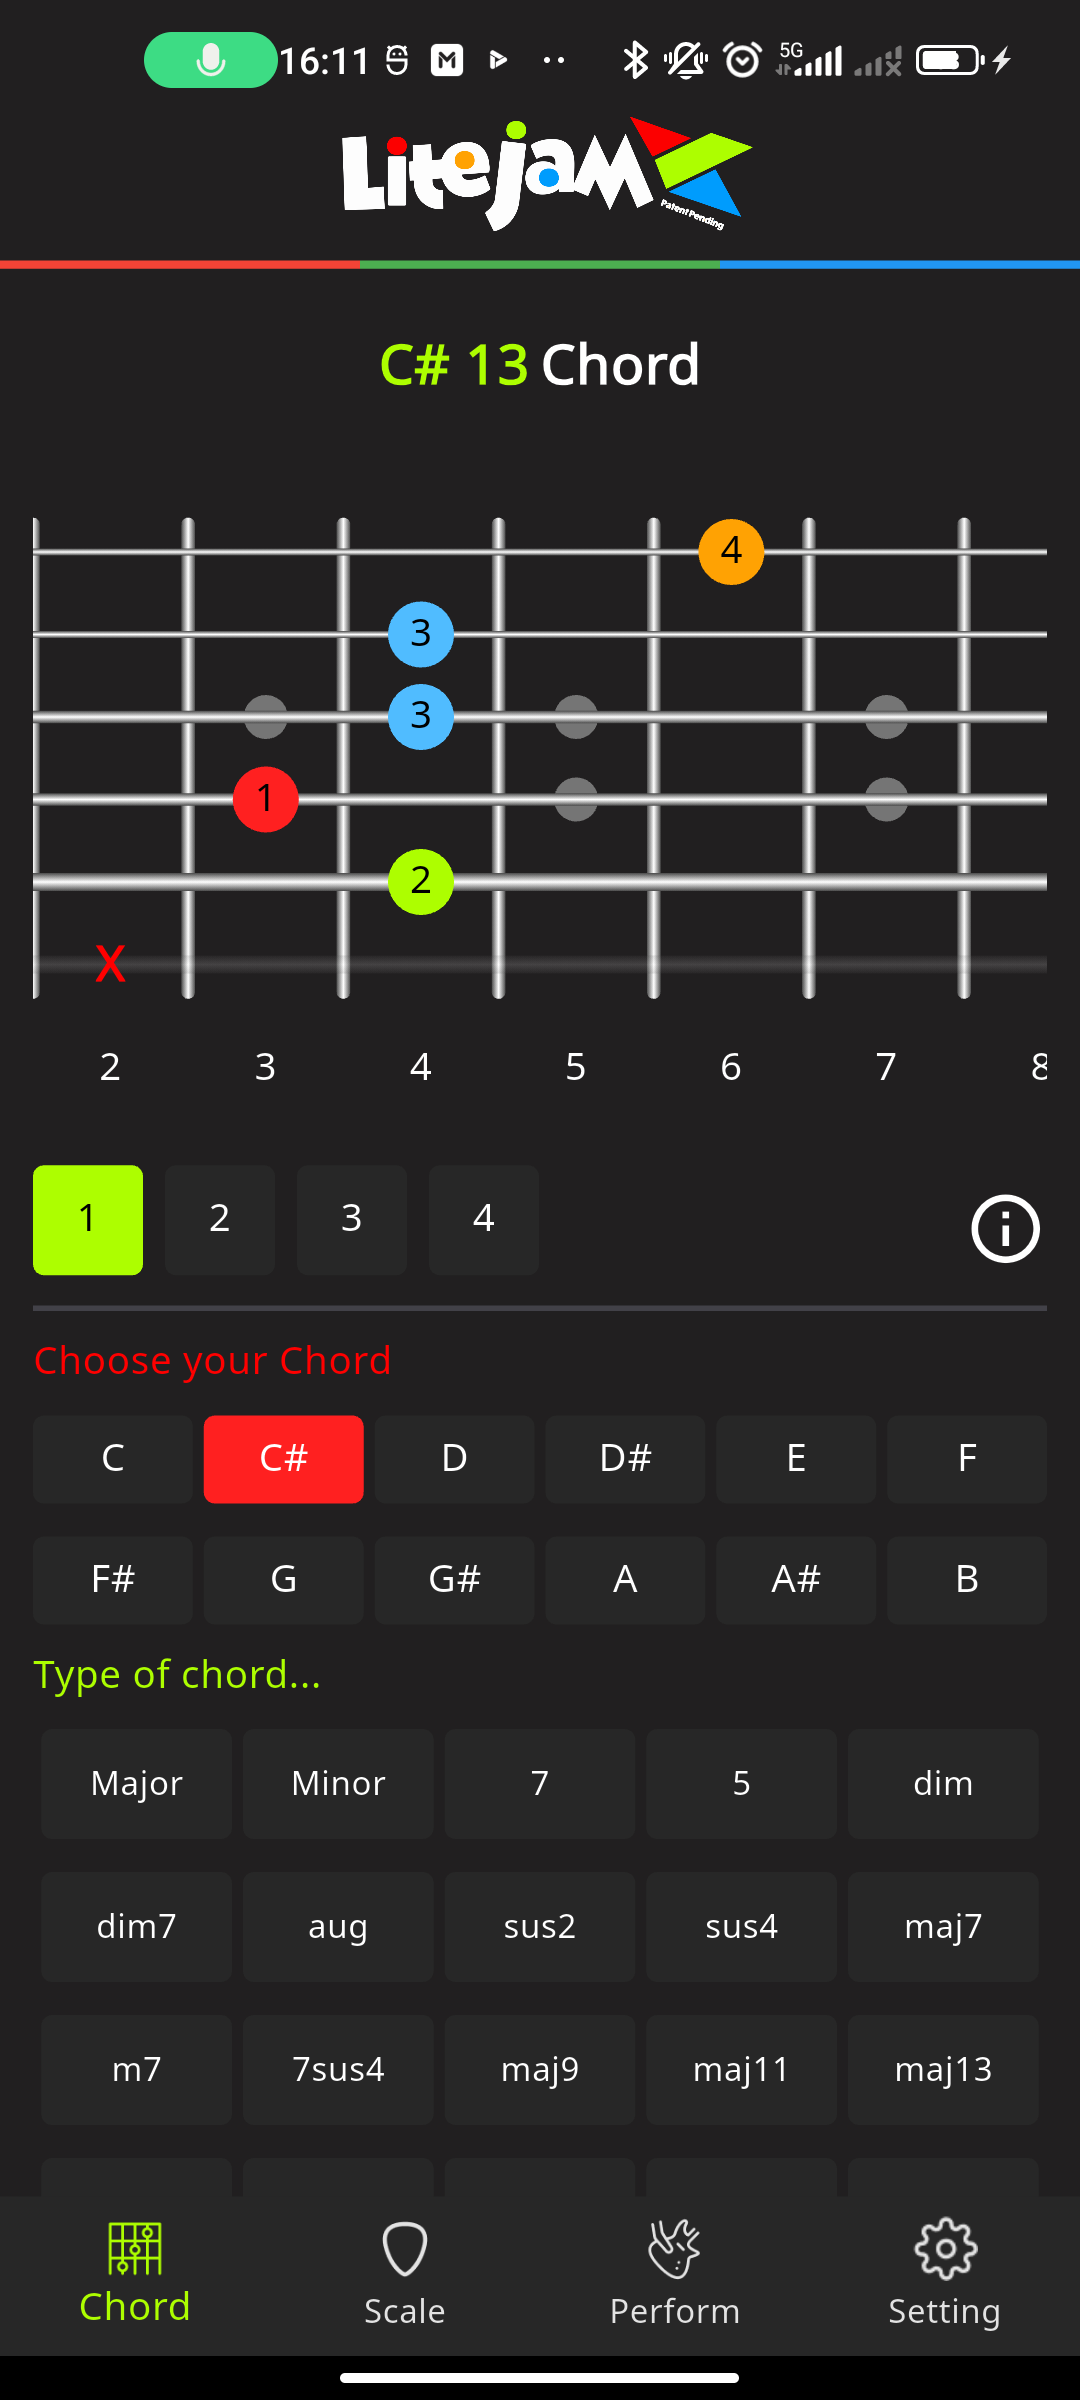 16:11 5G
Litejam
Patent Pending
C# 13 Chord
4
3
3
1
2
X
2 3 4 5 6 7 8
1 2 3 4
Choose your Chord
C C# D D# E F
F# G G# A A# B
Type of chord...
Major Minor 7 5 dim
dim7 aug sus2 sus4 maj7
m7 7sus4 maj9 maj11 maj13
Chord Scale Perform Setting